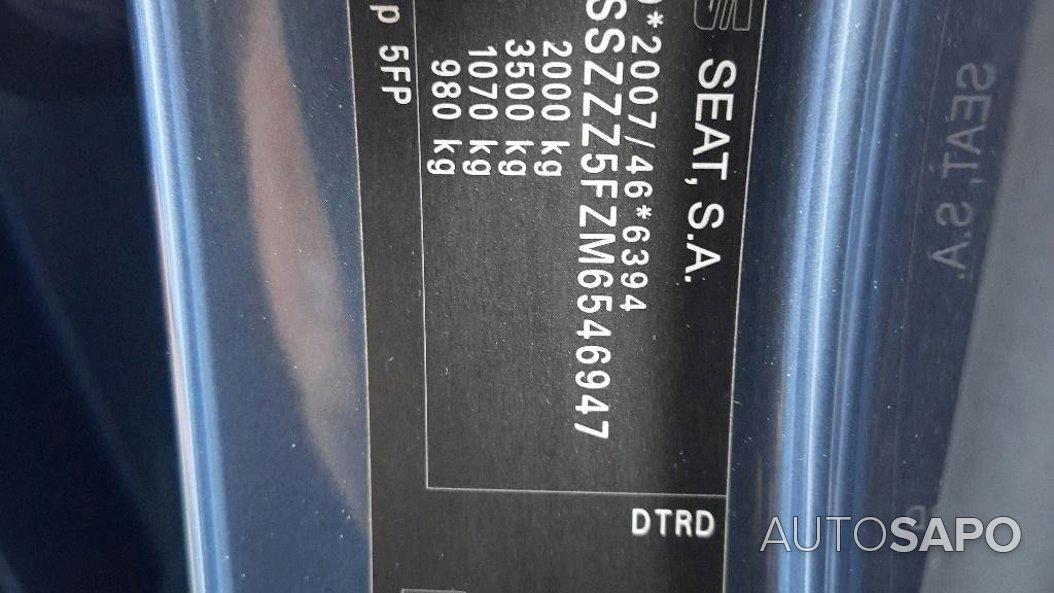 SEAT, S.A.
*2007/46*6394
SSZZZ5FZM6546947
2000 kg
3500 kg
1070 kg
980 kg
p 5FP
DTRD
SEAT, S.A.
AUTOSAPO